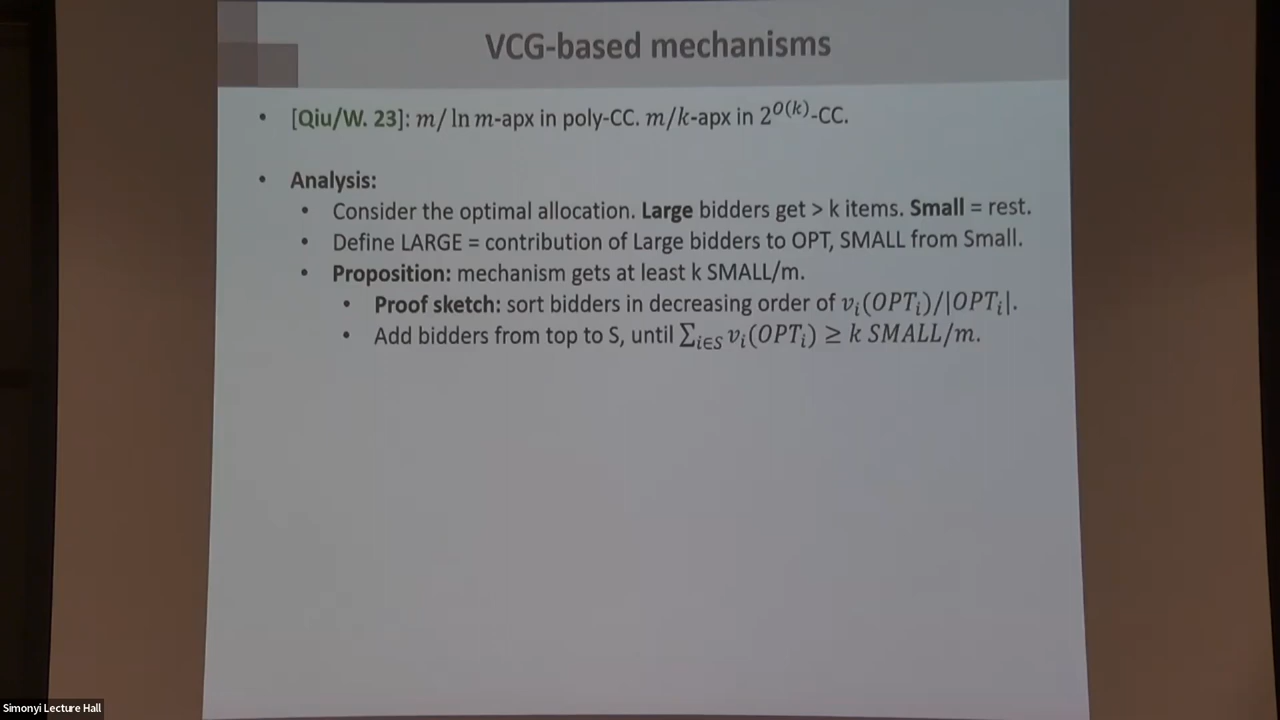 VCG-based mechanisms
• [Qiu/W. 23]: m/ ln m-apx in poly-CC. m/k-apx in 2^{O(k)}-CC.
• Analysis:
• Consider the optimal allocation. Large bidders get > k items. Small = rest.
• Define LARGE = contribution of Large bidders to OPT, SMALL from Small.
• Proposition: mechanism gets at least k SMALL/m.
• Proof sketch: sort bidders in decreasing order of v_i(OPT_i)/|OPT_i|.
• Add bidders from top to S, until ∑_{i∈S} v_i(OPT_i) ≥ k SMALL/m.
Simonyi Lecture Hall